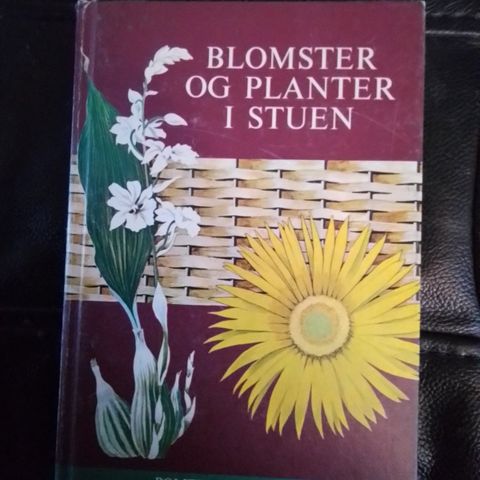 BLOMSTER
OG PLANTER
I STUEN